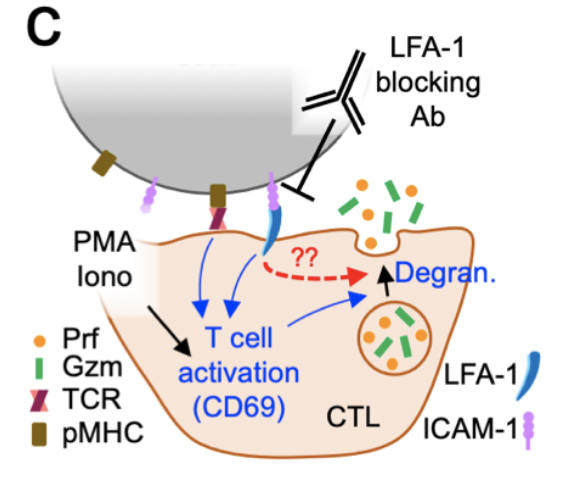 C
LFA-1
blocking
Ab
PMA
Iono
??
Degran.
T cell
activation
(CD69)
CTL
Prf
Gzm
TCR
pMHC
LFA-1
ICAM-1